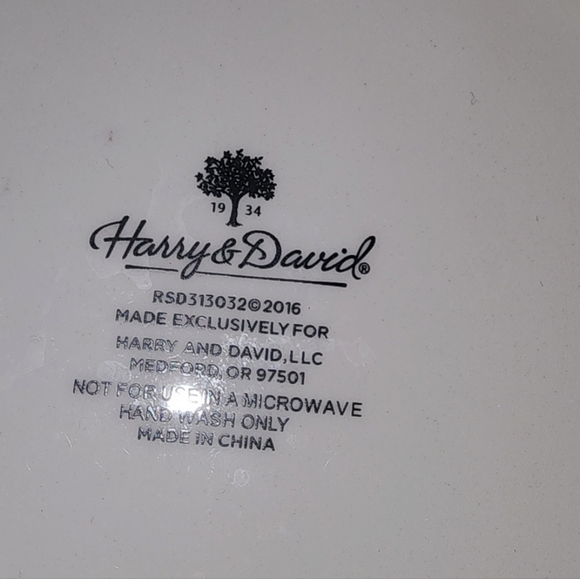 19 34
Harry & David®
RSD313032©2016
MADE EXCLUSIVELY FOR
HARRY AND DAVID, LLC
MEDFORD, OR 97501
NOT FOR USE IN A MICROWAVE
HAND WASH ONLY
MADE IN CHINA